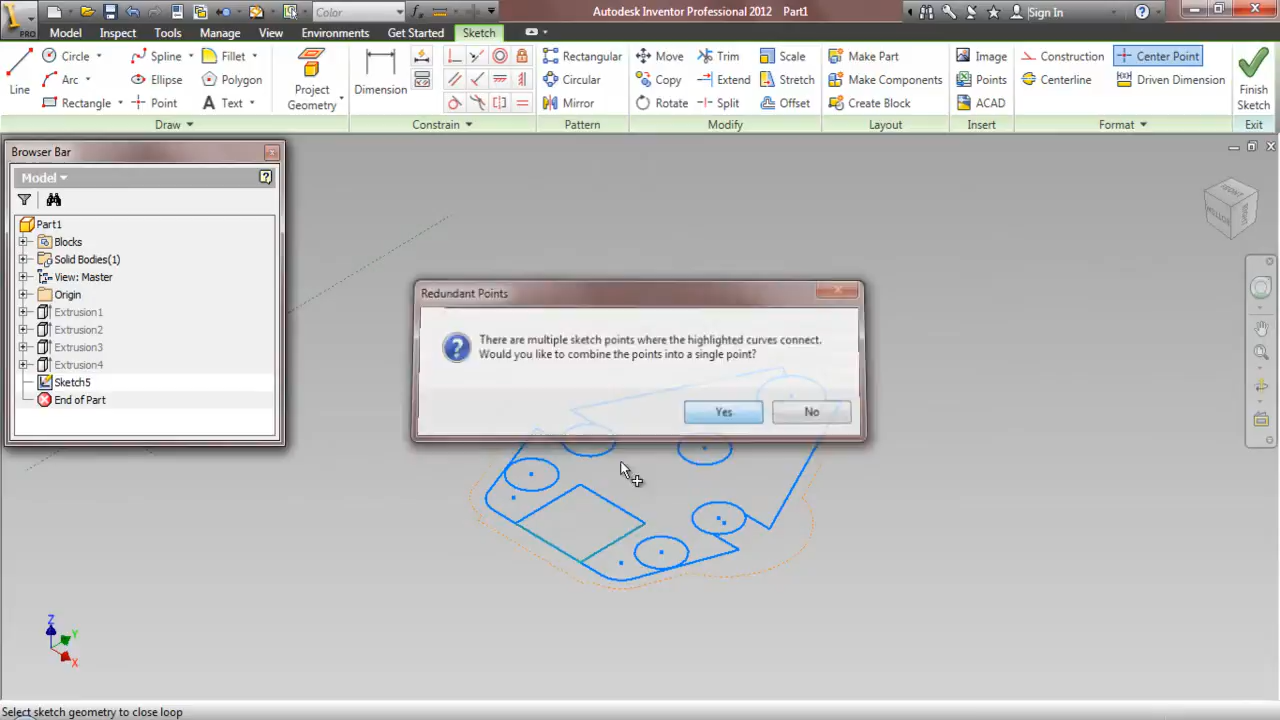 Color
Autodesk Inventor Professional 2012 Part1
Sign In
PRO
Model Inspect Tools Manage View Environments Get Started Sketch
Circle Spline Fillet
Arc Ellipse Polygon
Line
Rectangle Point Text
Project
Geometry
Dimension
Rectangular
Circular
Mirror
Move Trim Scale
Copy Extend Stretch
Rotate Split Offset
Make Part
Make Components
Create Block
Image
Points
ACAD
Construction Center Point
Centerline Driven Dimension
Finish
Sketch
Draw Constrain Pattern Modify Layout Insert Format Exit
Browser Bar
Model
Part1
Blocks
Solid Bodies(1)
View: Master
Origin
Extrusion1
Extrusion2
Extrusion3
Extrusion4
Sketch5
End of Part
Redundant Points
There are multiple sketch points where the highlighted curves connect.
Would you like to combine the points into a single point?
Yes No
FRONT
BOTTOM
Z
Y
X
Select sketch geometry to close loop